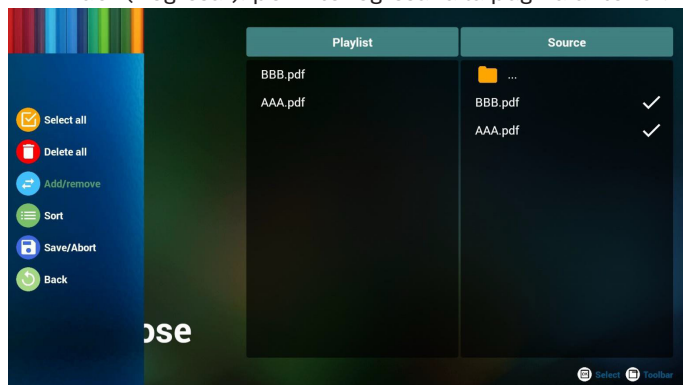 Playlist
Source
BBB.pdf
AAA.pdf
...
BBB.pdf
AAA.pdf
Select all
Delete all
Add/remove
Sort
Save/Abort
Back
ose
Select
Toolbar